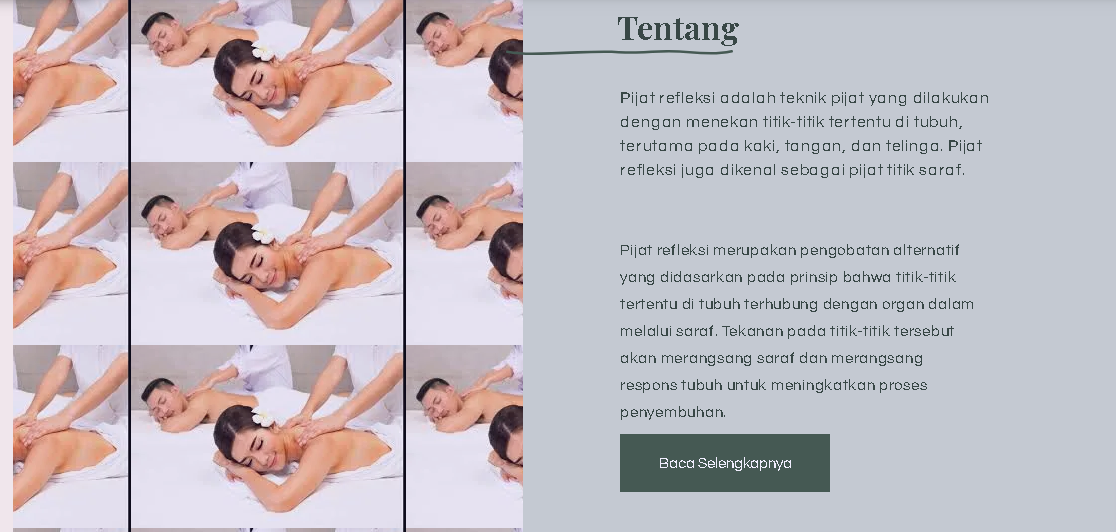 Tentang
Pijat refleksi adalah teknik pijat yang dilakukan
dengan menekan titik-titik tertentu di tubuh,
terutama pada kaki, tangan, dan telinga. Pijat
refleksi juga dikenal sebagai pijat titik saraf.
Pijat refleksi merupakan pengobatan alternatif
yang didasarkan pada prinsip bahwa titik-titik
tertentu di tubuh terhubung dengan organ dalam
melalui saraf. Tekanan pada titik-titik tersebut
akan merangsang saraf dan merangsang
respons tubuh untuk meningkatkan proses
penyembuhan.
Baca Selengkapnya